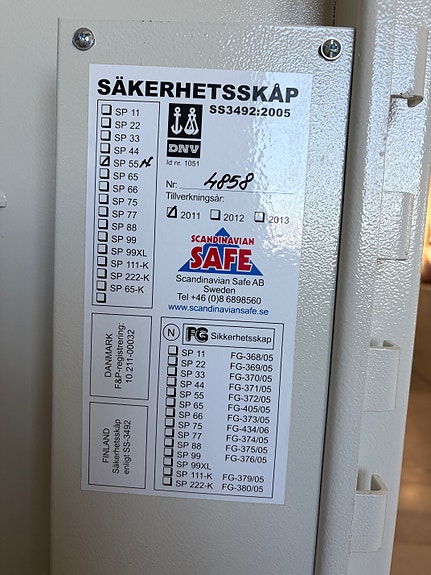 SÄKERHETSSKÅP
SS3492:2005
SP 11
SP 22
SP 33
SP 44
SP 55
SP 65
SP 66
SP 75
SP 77
SP 88
SP 99
SP 99XL
SP 111-K
SP 222-K
SP 65-K
DNV
Id nr. 1051
Nr: 4858
Tillverkningsår:
2011 2012 2013
SCANDINAVIAN
SAFE
Scandinavian Safe AB
Sweden
Tel +46 (0)8 6898560
www.scandinaviansafe.se
DANMARK
F&P-registrering:
10.211-00032
FINLAND
Säkerhetsskåp
enligt SS-3492
N FG Sikkerhetsskap
SP 11 FG-368/05
SP 22 FG-369/05
SP 33 FG-370/05
SP 44 FG-371/05
SP 55 FG-372/05
SP 65 FG-405/05
SP 66 FG-373/05
SP 75 FG-434/06
SP 77 FG-374/05
SP 88 FG-375/05
SP 99 FG-376/05
SP 99XL
SP 111-K FG-379/05
SP 222-K FG-380/05